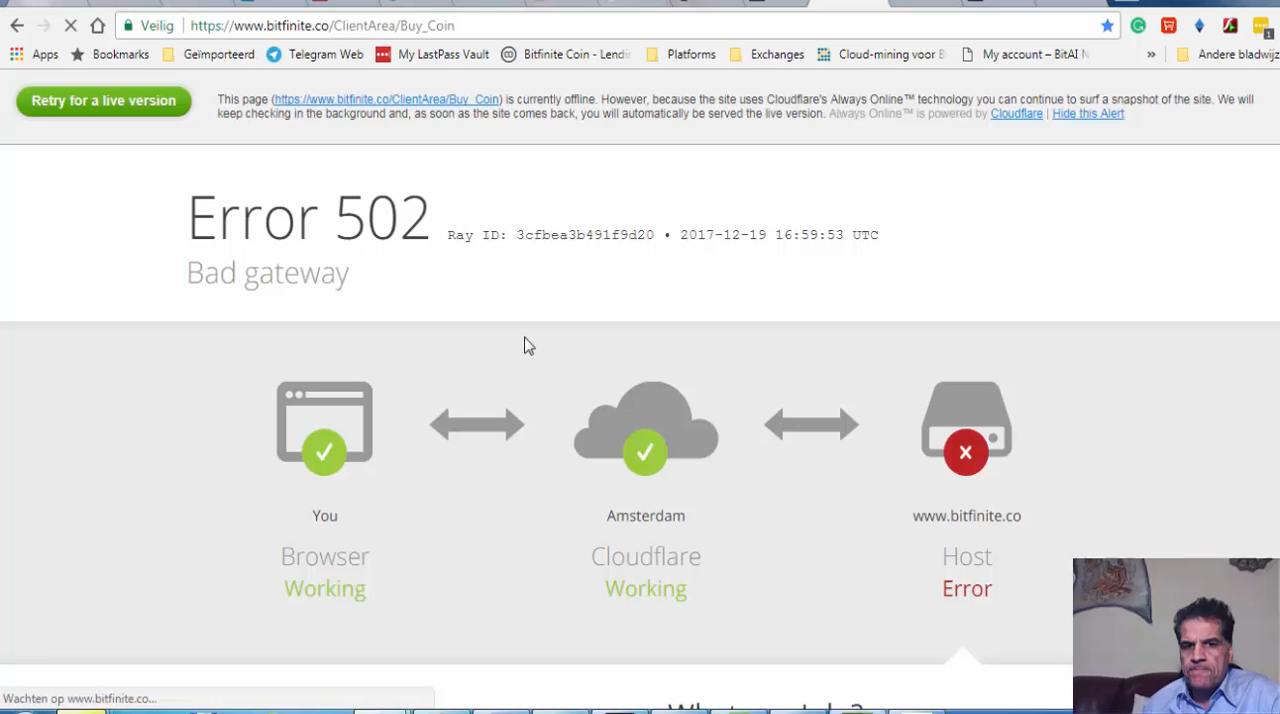 Veilig https://www.bitfinite.co/ClientArea/Buy_Coin
Apps Bookmarks Geïmporteerd Telegram Web My LastPass Vault Bitfinite Coin - Lendi Platforms Exchanges Cloud-mining voor B My account – BitAI N » Andere bladwijz
1
Retry for a live version
This page (https://www.bitfinite.co/ClientArea/Buy_Coin) is currently offline. However, because the site uses Cloudflare's Always Online™ technology you can continue to surf a snapshot of the site. We will
keep checking in the background and, as soon as the site comes back, you will automatically be served the live version. Always Online™ is powered by Cloudflare | Hide this Alert
Error 502 Ray ID: 3cfbea3b491f9d20 • 2017-12-19 16:59:53 UTC
Bad gateway
You Amsterdam www.bitfinite.co
Browser Cloudflare Host
Working Working Error
Wachten op www.bitfinite.co...